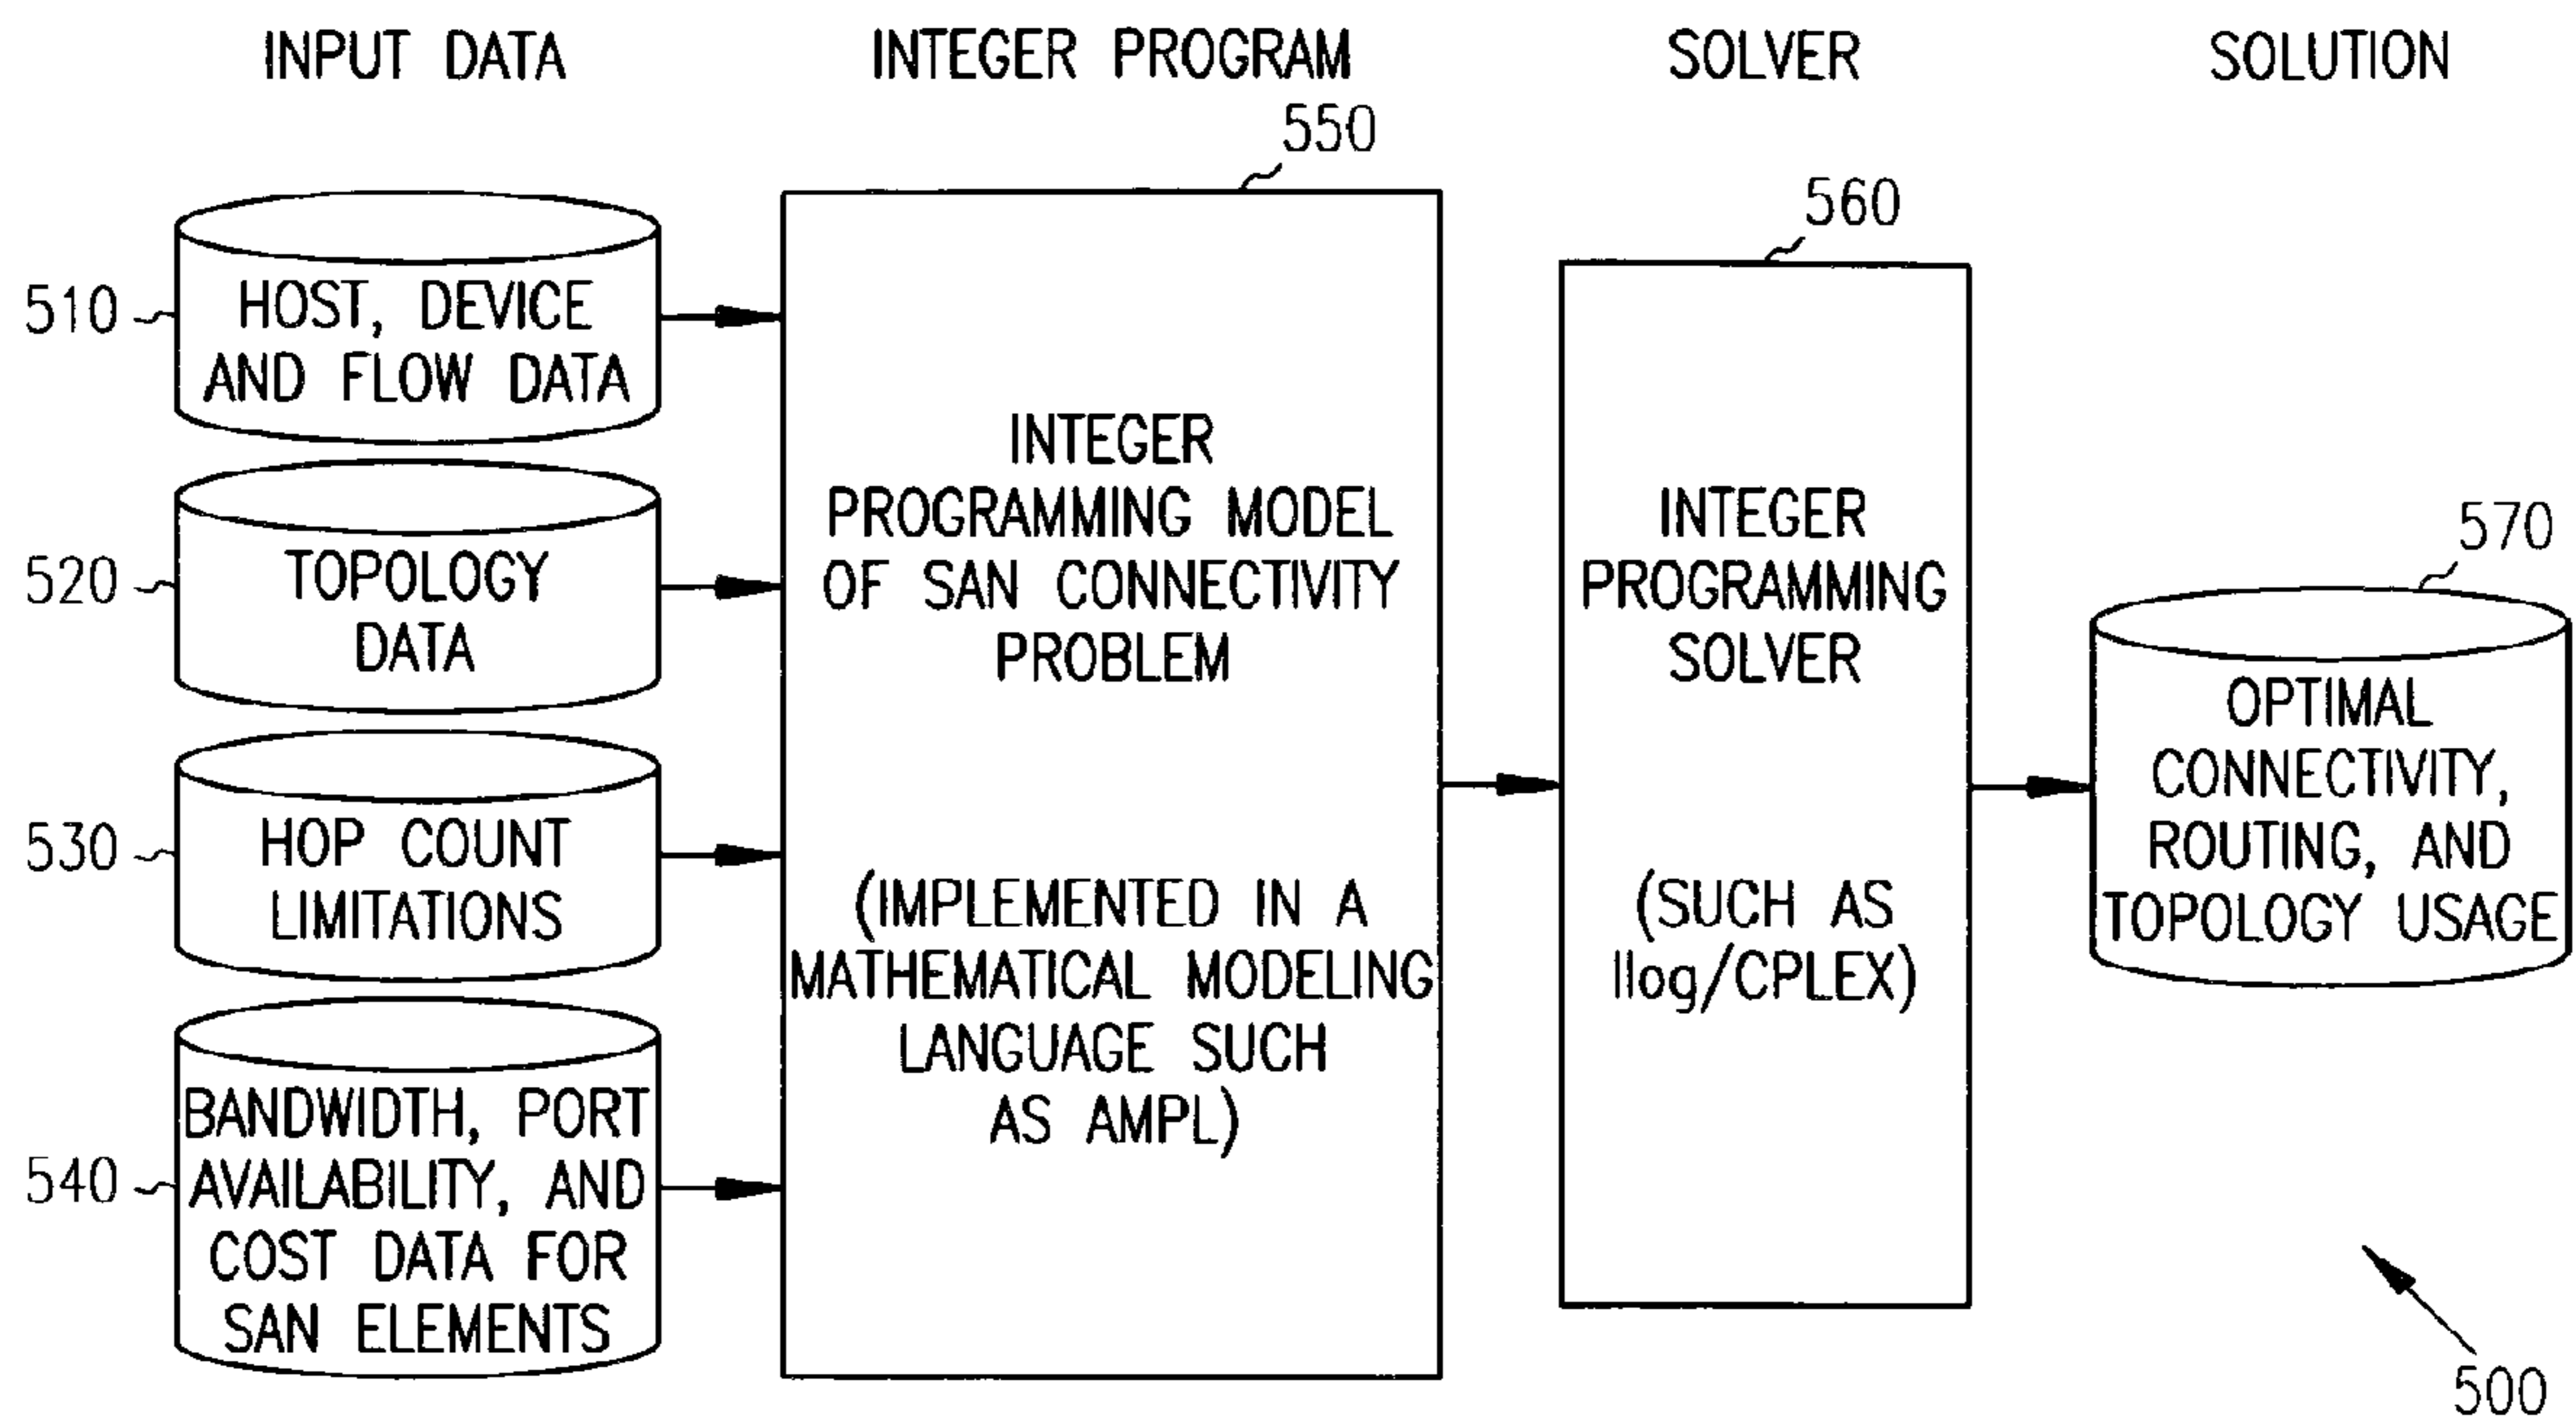 INPUT DATA
INTEGER PROGRAM
SOLVER
SOLUTION
510
HOST, DEVICE
AND FLOW DATA
520
TOPOLOGY
DATA
530
HOP COUNT
LIMITATIONS
540
BANDWIDTH, PORT
AVAILABILITY, AND
COST DATA FOR
SAN ELEMENTS
550
INTEGER
PROGRAMMING MODEL
OF SAN CONNECTIVITY
PROBLEM
(IMPLEMENTED IN A
MATHEMATICAL MODELING
LANGUAGE SUCH
AS AMPL)
560
INTEGER
PROGRAMMING
SOLVER
(SUCH AS
Ilog/CPLEX)
570
OPTIMAL
CONNECTIVITY,
ROUTING, AND
TOPOLOGY USAGE
500